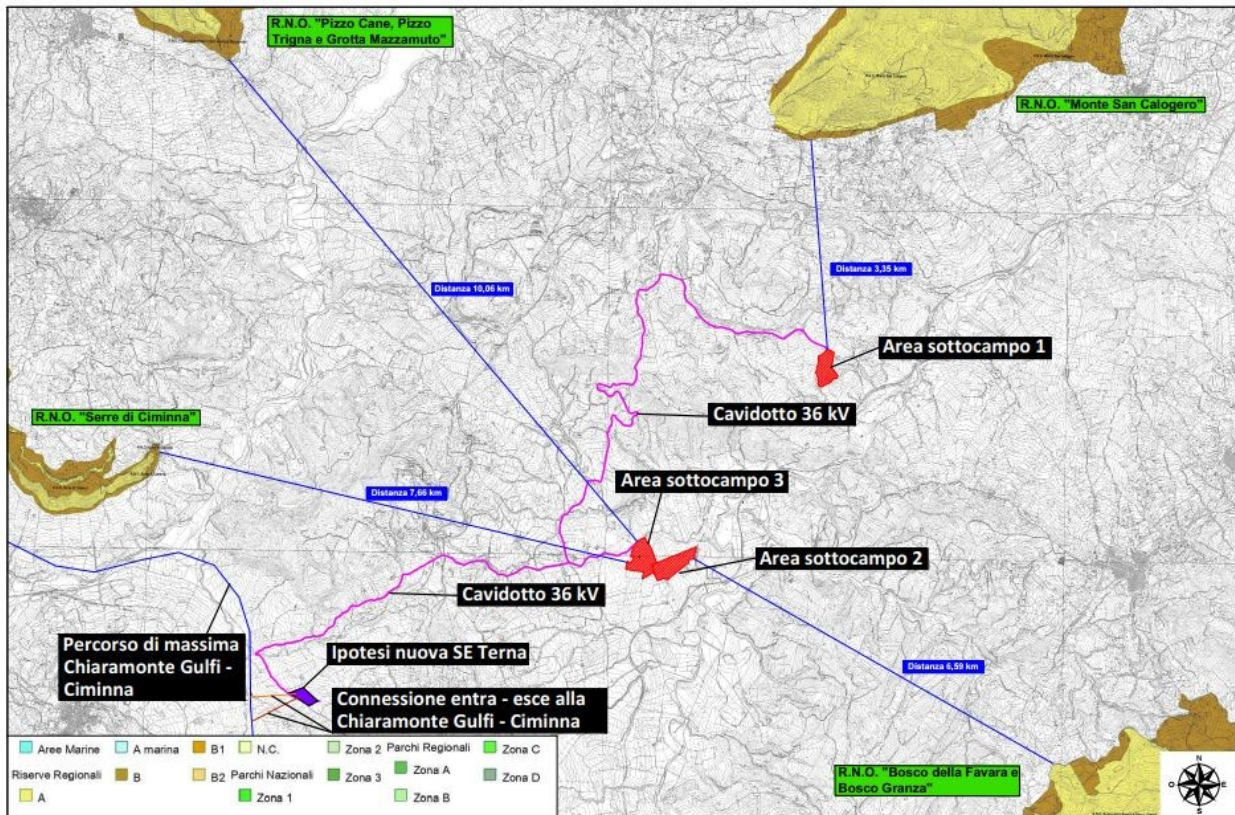 R.N.O. "Pizzo Cane, Pizzo
Trigna e Grotta Mazzamuto"
R.N.O. "Monte San Calogero"
Distanza 3,35 km
Distanza 10,06 km
Area sottocampo 1
Cavidotto 36 kV
R.N.O. "Serre di Ciminna"
Distanza 7,66 km
Area sottocampo 3
Area sottocampo 2
Cavidotto 36 kV
Percorso di massima
Chiaramonte Gulfi -
Ciminna
Ipotesi nuova SE Terna
Connessione entra - esce alla
Chiaramonte Gulfi - Ciminna
Distanza 6,59 km
R.N.O. "Bosco della Favara e
Bosco Granza"
Aree Marine
A marina
B1
N.C.
Zona 2
Parchi Regionali
Zona C
Riserve Regionali
B
B2
Parchi Nazionali
Zona 3
Zona A
Zona D
A
Zona 1
Zona B
N
O
E
S